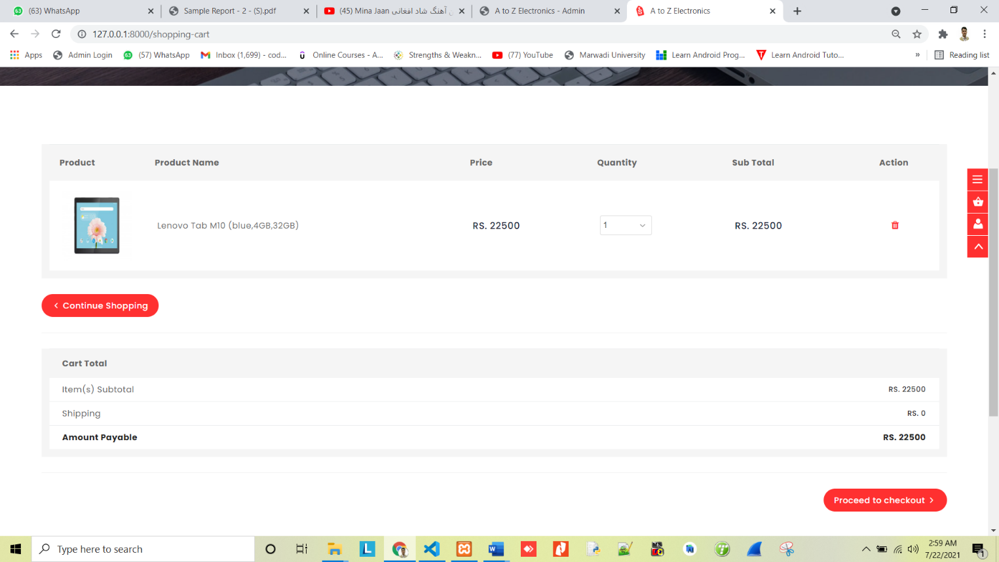 (63) WhatsApp
Sample Report - 2 - (S).pdf
(45) Mina Jaan آهنگ شاد افغانی
A to Z Electronics - Admin
A to Z Electronics
127.0.0.1:8000/shopping-cart
Apps
Admin Login
63
(57) WhatsApp
Inbox (1,699) - cod...
Online Courses - A...
Strengths & Weakn...
(77) YouTube
Marwadi University
Learn Android Prog...
Learn Android Tuto...
»
Reading list
Product Product Name Price Quantity Sub Total Action
Lenovo Tab M10 (blue,4GB,32GB) RS. 22500 1 RS. 22500
Continue Shopping
Cart Total
Item(s) Subtotal RS. 22500
Shipping RS. 0
Amount Payable RS. 22500
Proceed to checkout
Type here to search
2:59 AM
7/22/2021
1